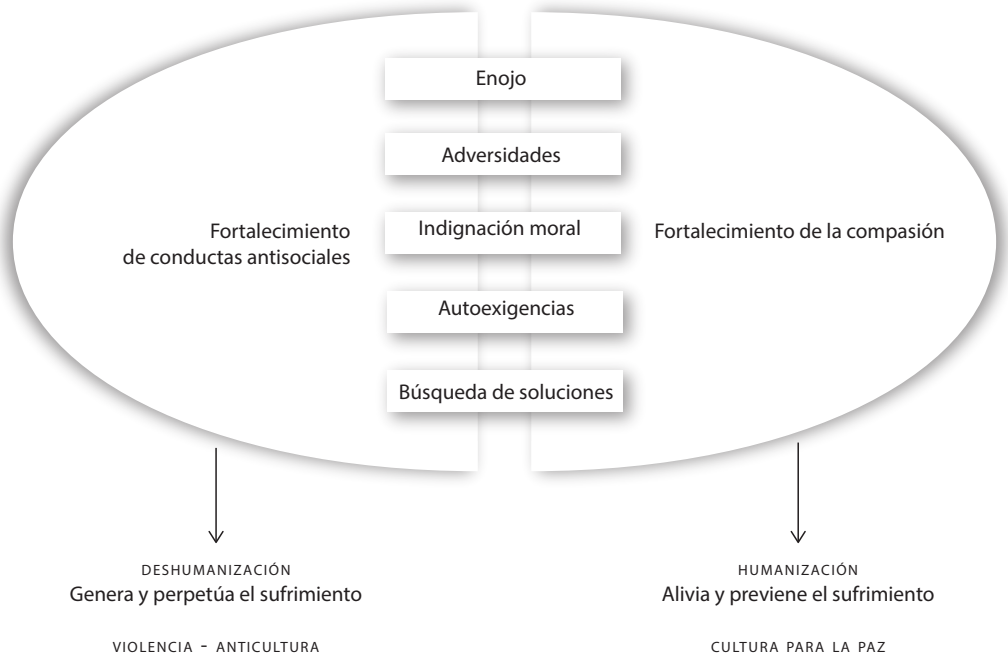 Enojo
Adversidades
Fortalecimiento
de conductas antisociales
Indignación moral
Fortalecimiento de la compasión
Autoexigencias
Búsqueda de soluciones
DESHUMANIZACIÓN
Genera y perpetúa el sufrimiento
VIOLENCIA - ANTICULTURA
HUMANIZACIÓN
Alivia y previene el sufrimiento
CULTURA PARA LA PAZ